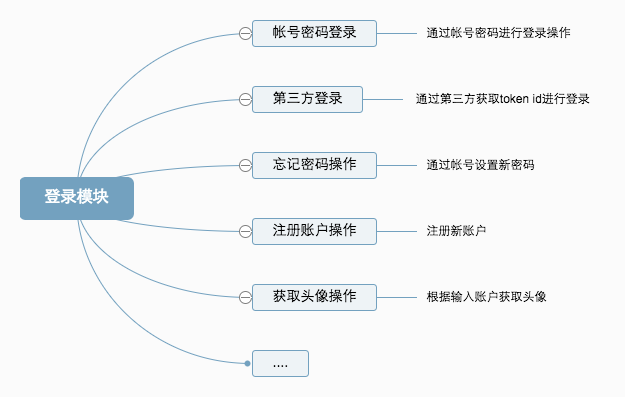 帐号密码登录
通过帐号密码进行登录操作
第三方登录
通过第三方获取token id进行登录
忘记密码操作
通过帐号设置新密码
登录模块
注册账户操作
注册新账户
获取头像操作
根据输入账户获取头像
....